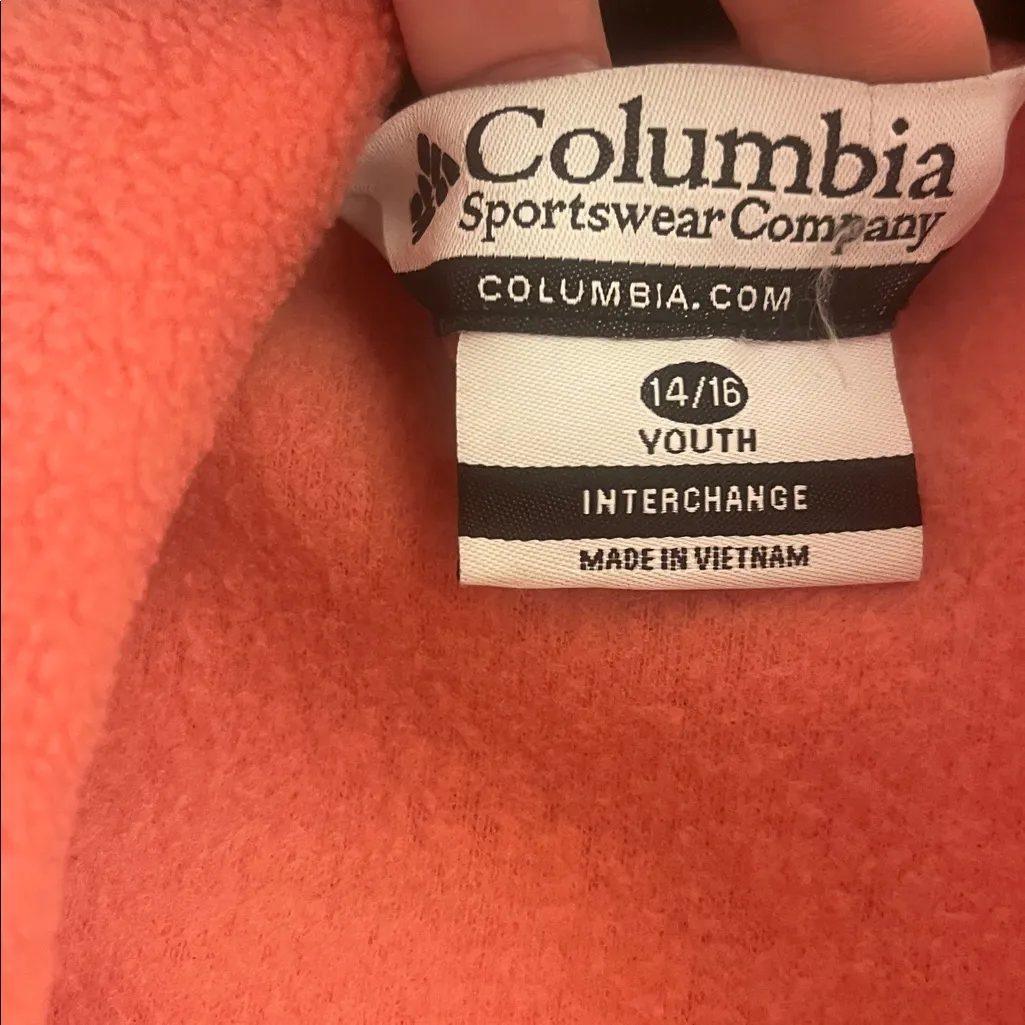 Columbia
Sportswear Company
COLUMBIA.COM
14/16
YOUTH
INTERCHANGE
MADE IN VIETNAM